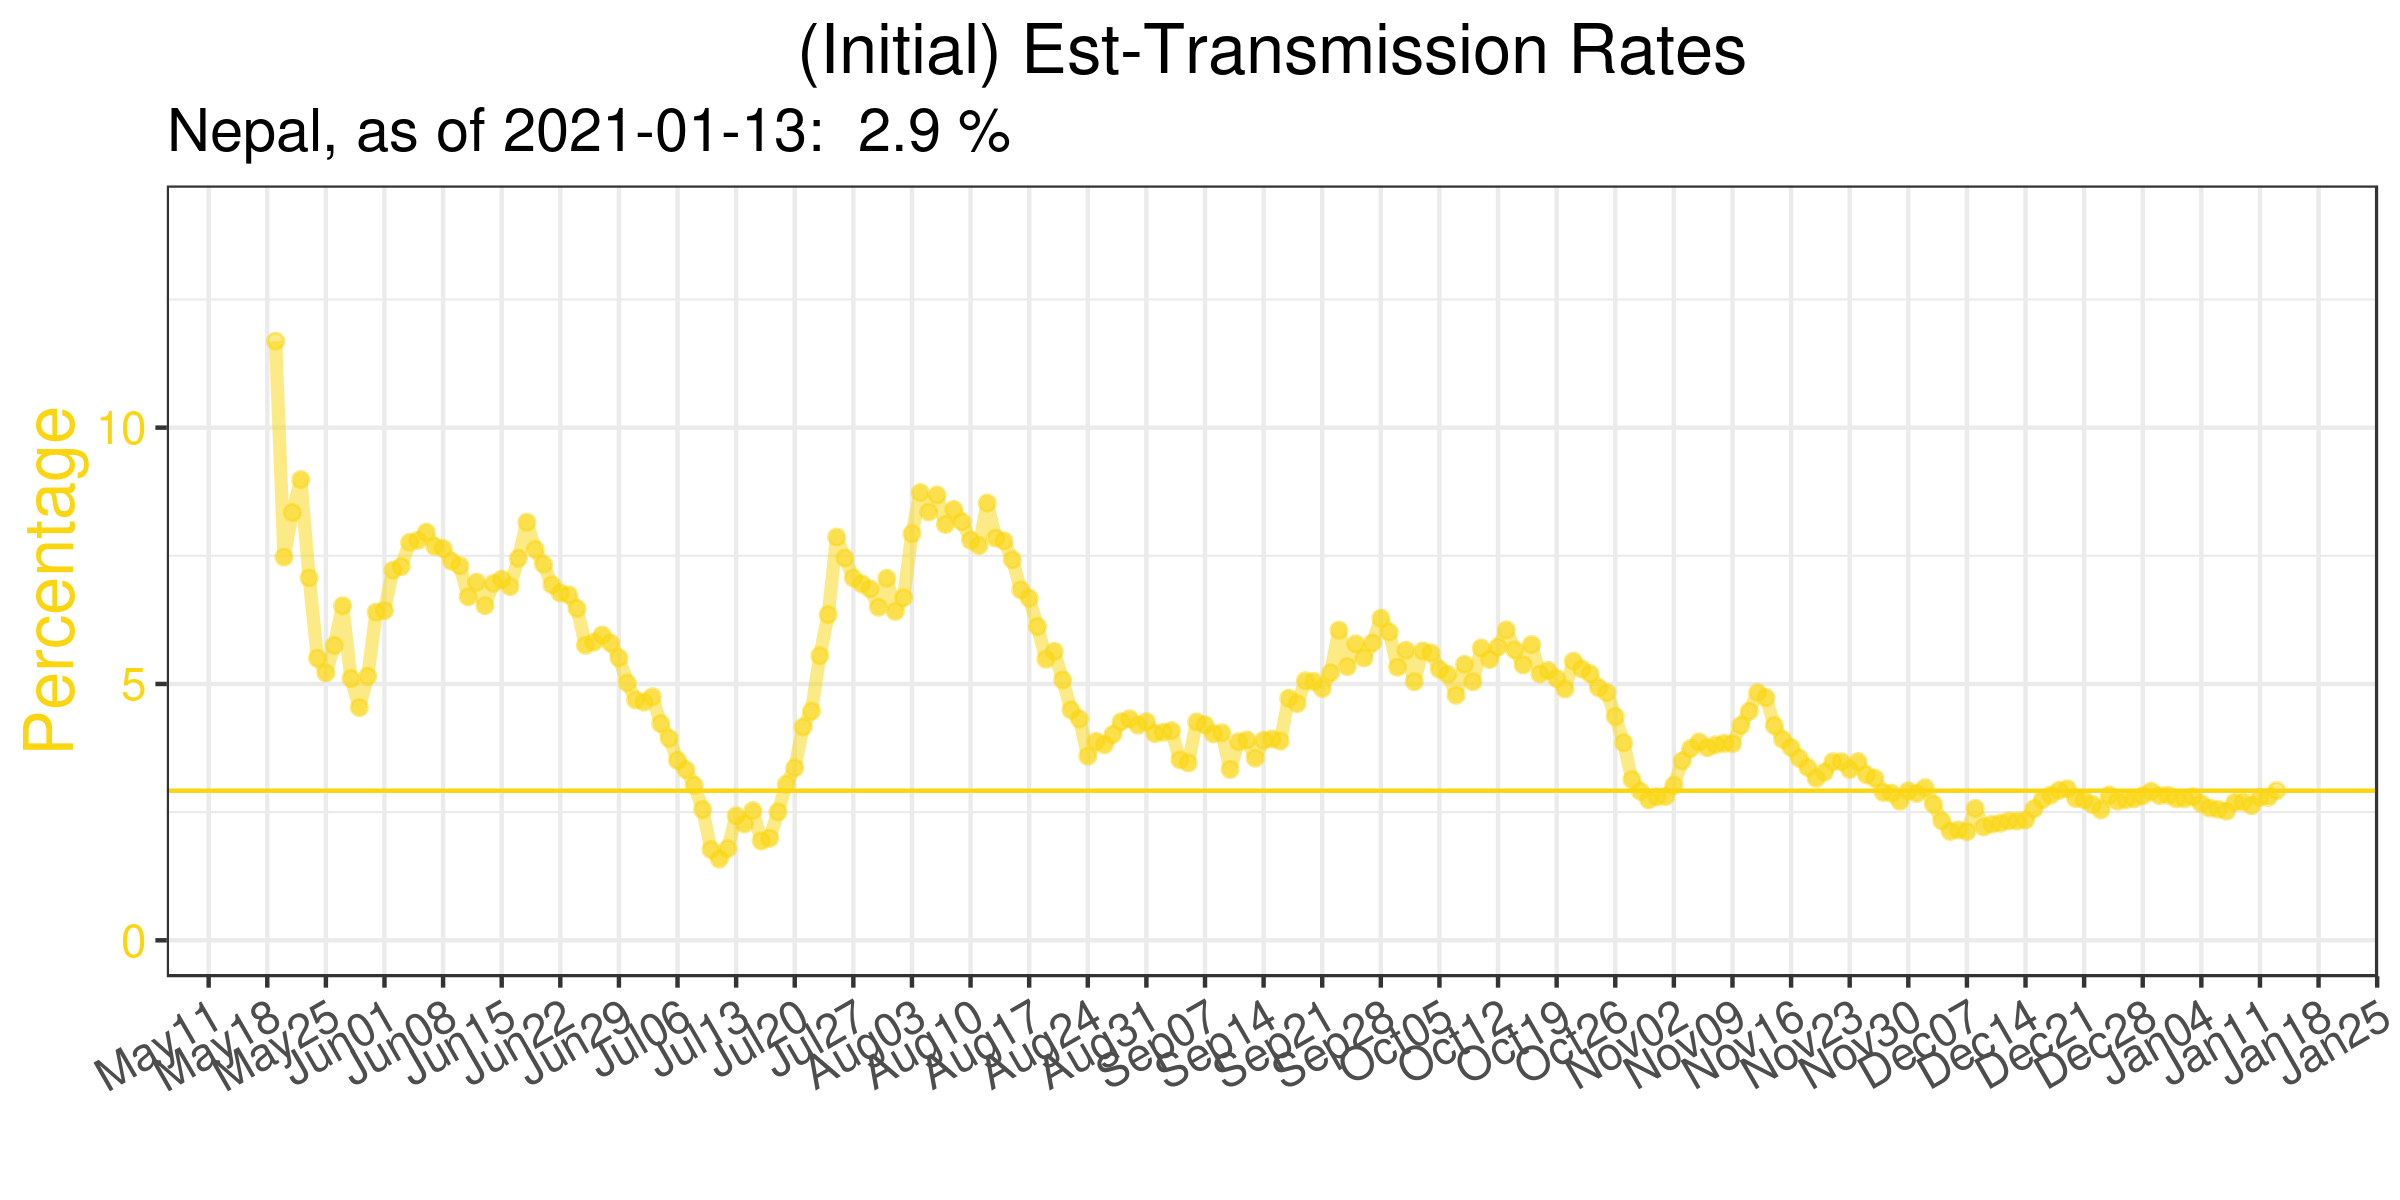 (Initial) Est-Transmission Rates
Nepal, as of 2021-01-13:  2.9 %
Percentage
10
5
0
May11
May18
May25
Jun01
Jun08
Jun15
Jun22
Jun29
Jul06
Jul13
Jul20
Jul27
Aug03
Aug10
Aug17
Aug24
Aug31
Sep07
Sep14
Sep21
Sep28
Oct05
Oct12
Oct19
Oct26
Nov02
Nov09
Nov16
Nov23
Nov30
Dec07
Dec14
Dec21
Dec28
Jan04
Jan11
Jan18
Jan25